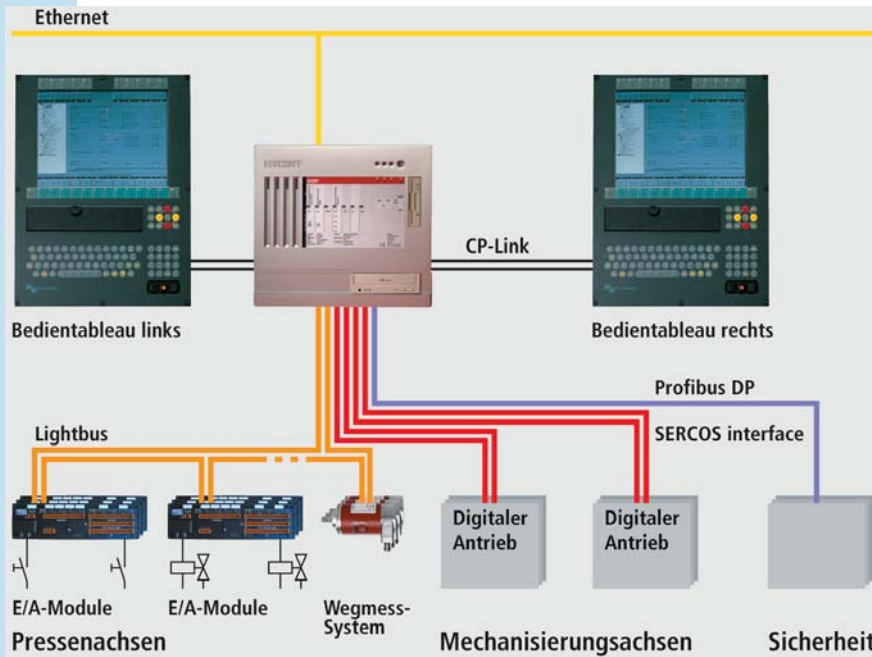 Ethernet
BECKHOFF
CP-Link
Bedientableau links
Bedientableau rechts
Profibus DP
Lightbus
SERCOS interface
Digitaler
Antrieb
Digitaler
Antrieb
E/A-Module
E/A-Module
Wegmess-
System
Pressenachsen
Mechanisierungsachsen
Sicherheit